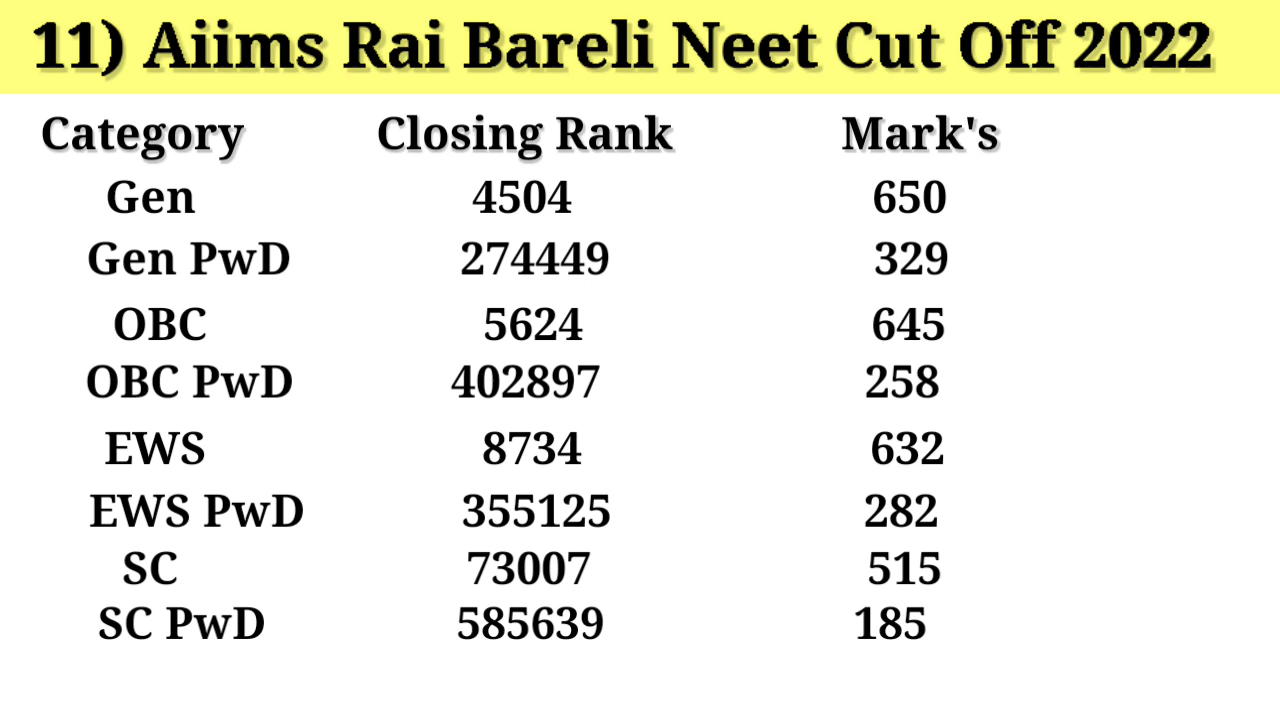 11) Aiims Rai Bareli Neet Cut Off 2022
Category Closing Rank Mark's
Gen 4504 650
Gen PwD 274449 329
OBC 5624 645
OBC PwD 402897 258
EWS 8734 632
EWS PwD 355125 282
SC 73007 515
SC PwD 585639 185